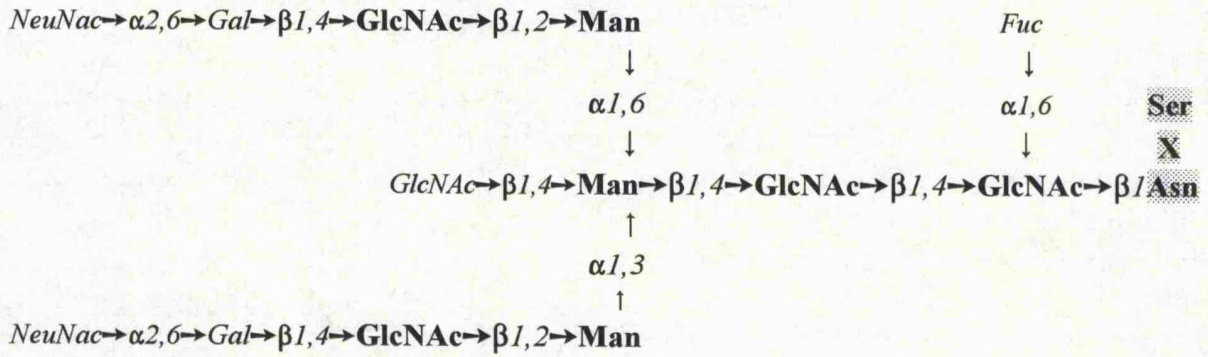 NeuNac→α2,6→Gal→β1,4→GlcNAc→β1,2→Man Fuc
↓ ↓
α1,6 α1,6 Ser
↓ ↓ X
GlcNAc→β1,4→Man→β1,4→GlcNAc→β1,4→GlcNAc→β1Asn
↑
α1,3
↑
NeuNac→α2,6→Gal→β1,4→GlcNAc→β1,2→Man